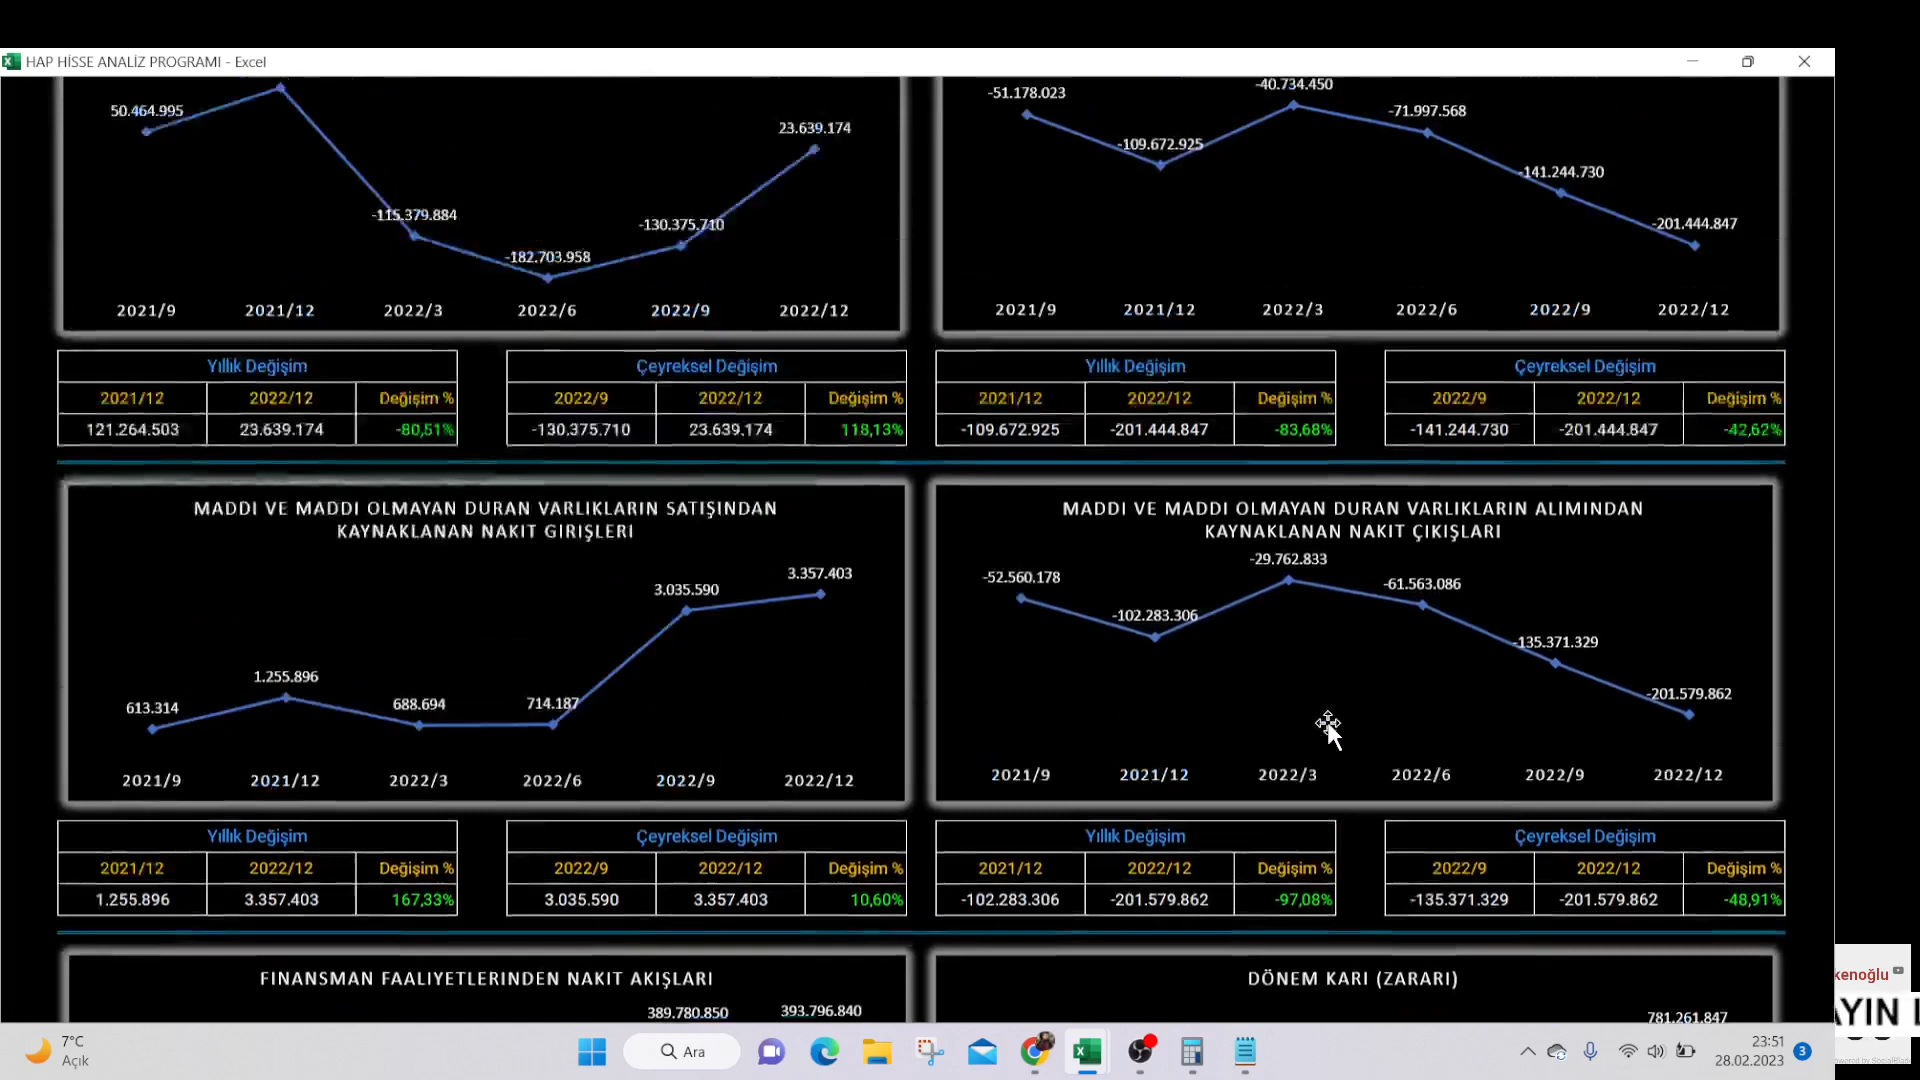 HAP HİSSE ANALİZ PROGRAMI - Excel
50.464.995
-115.379.884
-182.703.958
-130.375.710
23.639.174
2021/9 2021/12 2022/3 2022/6 2022/9 2022/12
-51.178.023
-109.672.925
-40.734.450
-71.997.568
-141.244.730
-201.444.847
2021/9 2021/12 2022/3 2022/6 2022/9 2022/12
Yıllık Değişim
2021/12 2022/12 Değişim %
121.264.503 23.639.174 -80,51%
Çeyreksel Değişim
2022/9 2022/12 Değişim %
-130.375.710 23.639.174 118,13%
Yıllık Değişim
2021/12 2022/12 Değişim %
-109.672.925 -201.444.847 -83,68%
Çeyreksel Değişim
2022/9 2022/12 Değişim %
-141.244.730 -201.444.847 -42,62%
MADDI VE MADDI OLMAYAN DURAN VARLIKLARIN SATIŞINDAN
KAYNAKLANAN NAKIT GIRIŞLERI
613.314
1.255.896
688.694
714.187
3.035.590
3.357.403
2021/9 2021/12 2022/3 2022/6 2022/9 2022/12
MADDI VE MADDI OLMAYAN DURAN VARLIKLARIN ALIMINDAN
KAYNAKLANAN NAKIT ÇIKIŞLARI
-52.560.178
-102.283.306
-29.762.833
-61.563.086
-135.371.329
-201.579.862
2021/9 2021/12 2022/3 2022/6 2022/9 2022/12
Yıllık Değişim
2021/12 2022/12 Değişim %
1.255.896 3.357.403 167,33%
Çeyreksel Değişim
2022/9 2022/12 Değişim %
3.035.590 3.357.403 10,60%
Yıllık Değişim
2021/12 2022/12 Değişim %
-102.283.306 -201.579.862 -97,08%
Çeyreksel Değişim
2022/9 2022/12 Değişim %
-135.371.329 -201.579.862 -48,91%
FINANSMAN FAALIYETLERINDEN NAKIT AKIŞLARI
389.780.850
393.796.840
DÖNEM KARI (ZARARI)
781.261.847
kenoğlu
AYIN
7°C
Açık
Ara
23:51
28.02.2023
3